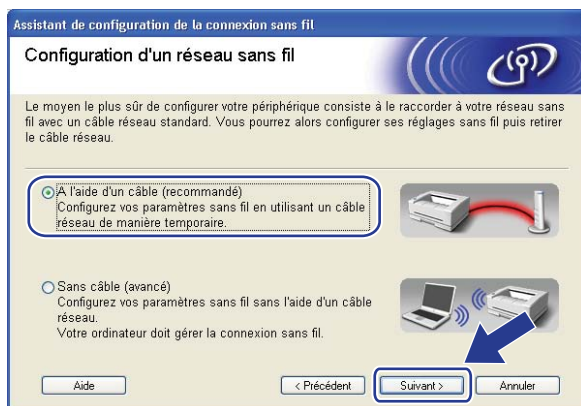 Assistant de configuration de la connexion sans fil
Configuration d'un réseau sans fil
Le moyen le plus sûr de configurer votre périphérique consiste à le raccorder à votre réseau sans
fil avec un câble réseau standard. Vous pourrez alors configurer ses réglages sans fil puis retirer
le câble réseau.
A l'aide d'un câble (recommandé)
Configurez vos paramètres sans fil en utilisant un câble
réseau de manière temporaire.
Sans câble (avancé)
Configurez vos paramètres sans fil sans l'aide d'un câble
réseau.
Votre ordinateur doit gérer la connexion sans fil.
Aide
< Précédent
Suivant >
Annuler